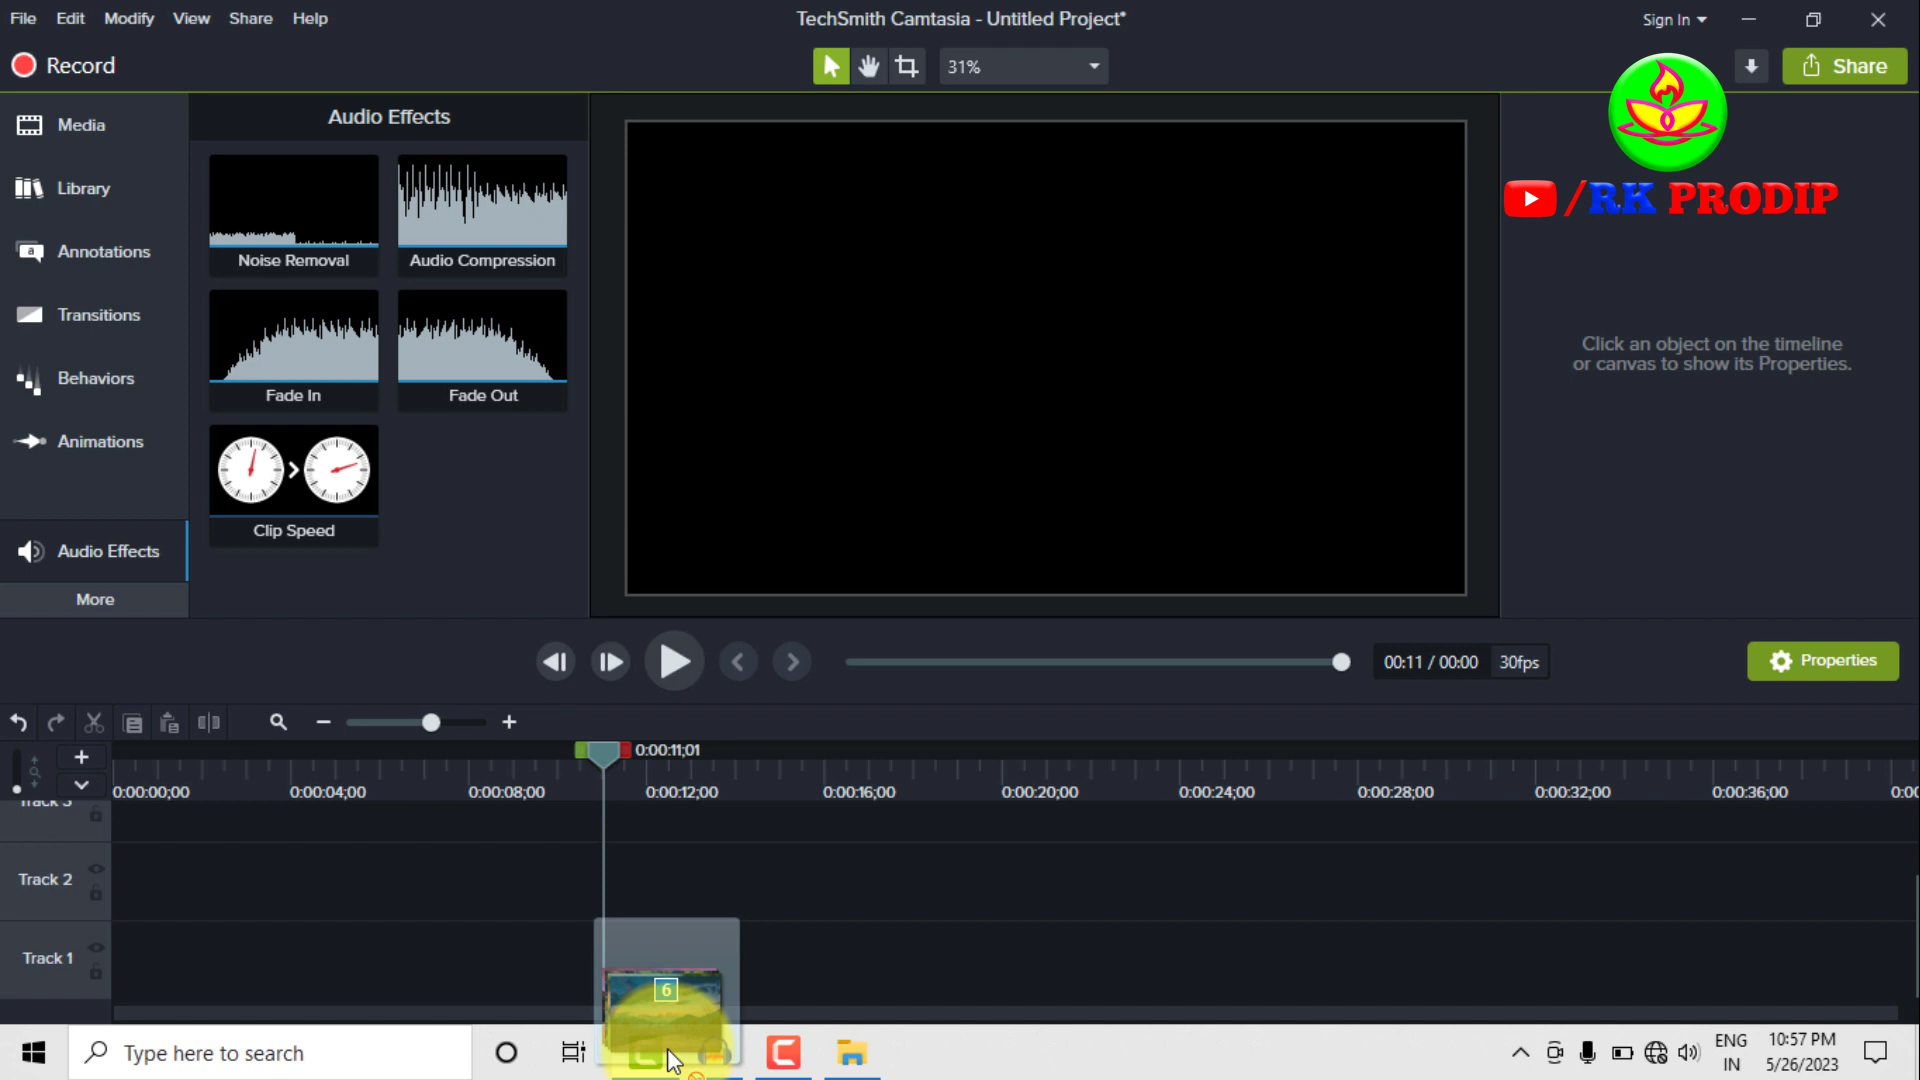 File Edit Modify View Share Help
TechSmith Camtasia - Untitled Project*
Sign In
Record
31%
Share
Media
Library
Annotations
Transitions
Behaviors
Animations
Audio Effects
More
Audio Effects
Noise Removal
Audio Compression
Fade In
Fade Out
Clip Speed
/RK PRODIP
Click an object on the timeline
or canvas to show its Properties.
00:11 / 00:00
30fps
Properties
0:00:11;01
0:00:00;00 0:00:04;00 0:00:08;00 0:00:12;00 0:00:16;00 0:00:20;00 0:00:24;00 0:00:28;00 0:00:32;00 0:00:36;00
Track 3
Track 2
Track 1
6
Type here to search
ENG
IN
10:57 PM
5/26/2023